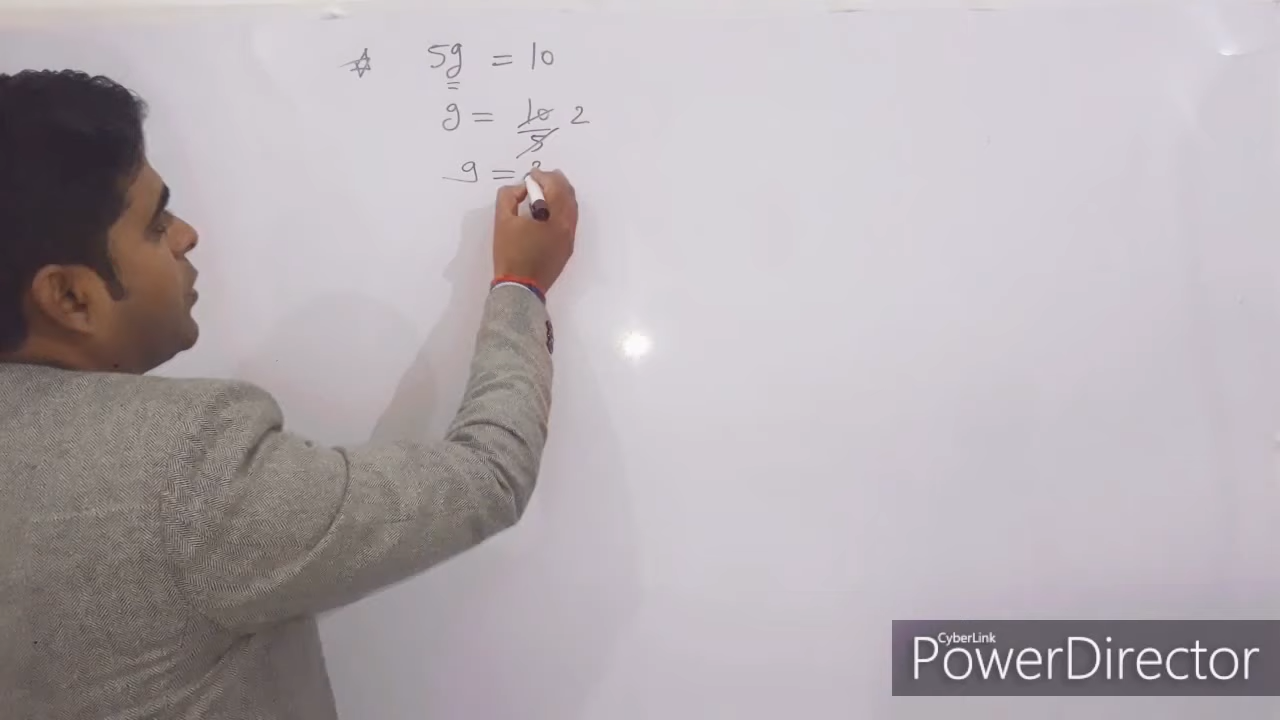 ☆ 5g = 10
g = 10/5 2
g = 2
CyberLink
PowerDirector